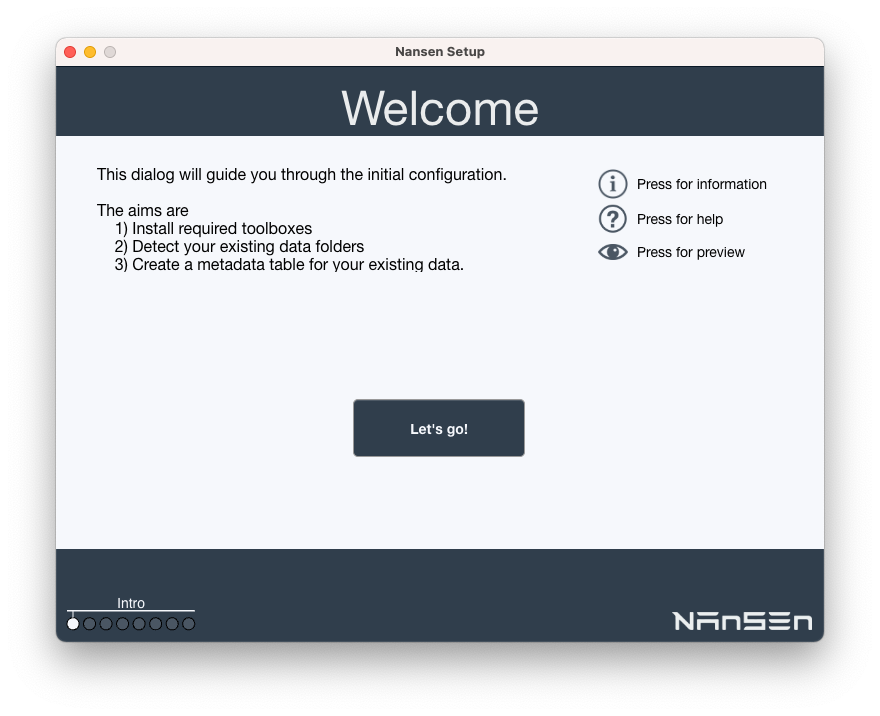 Nansen Setup
Welcome
This dialog will guide you through the initial configuration.
The aims are
1) Install required toolboxes
2) Detect your existing data folders
3) Create a metadata table for your existing data.
Press for information
Press for help
Press for preview
Let's go!
Intro
NANSEN